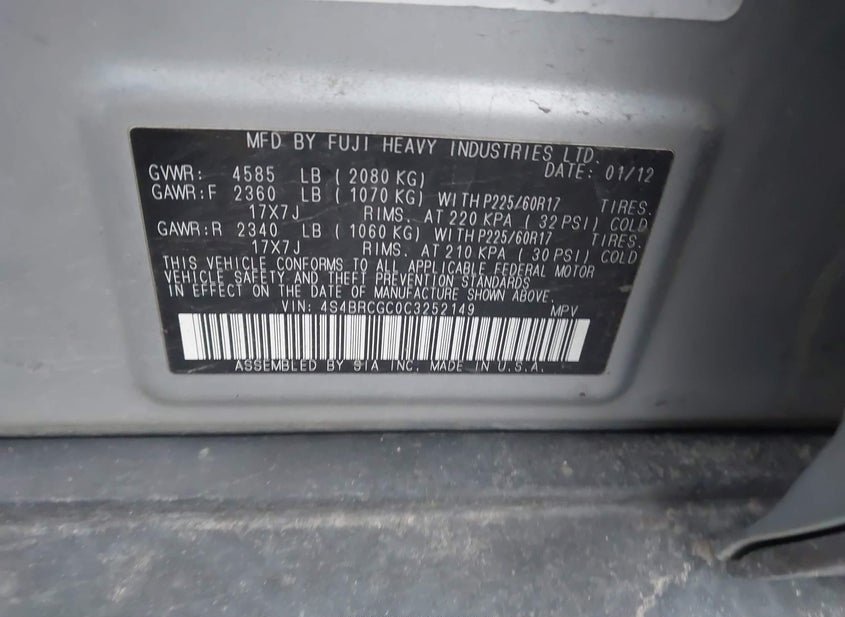 MFD BY FUJI HEAVY INDUSTRIES LTD.
GVWR: 4585 LB ( 2080 KG) DATE: 01/12
GAWR:F 2360 LB ( 1070 KG) WITH P225/60R17 TIRES.
17X7J RIMS. AT 220 KPA ( 32 PSI) COLD
GAWR:R 2340 LB ( 1060 KG) WITH P225/60R17 TIRES.
17X7J RIMS. AT 210 KPA ( 30 PSI) COLD
THIS VEHICLE CONFORMS TO ALL APPLICABLE FEDERAL MOTOR
VEHICLE SAFETY AND THEFT PREVENTION STANDARDS
IN EFFECT ON THE DATE OF MANUFACTURE SHOWN ABOVE.
VIN: 4S4BRCGC0C3252149 MPV
ASSEMBLED BY SIA INC. MADE IN U.S.A.